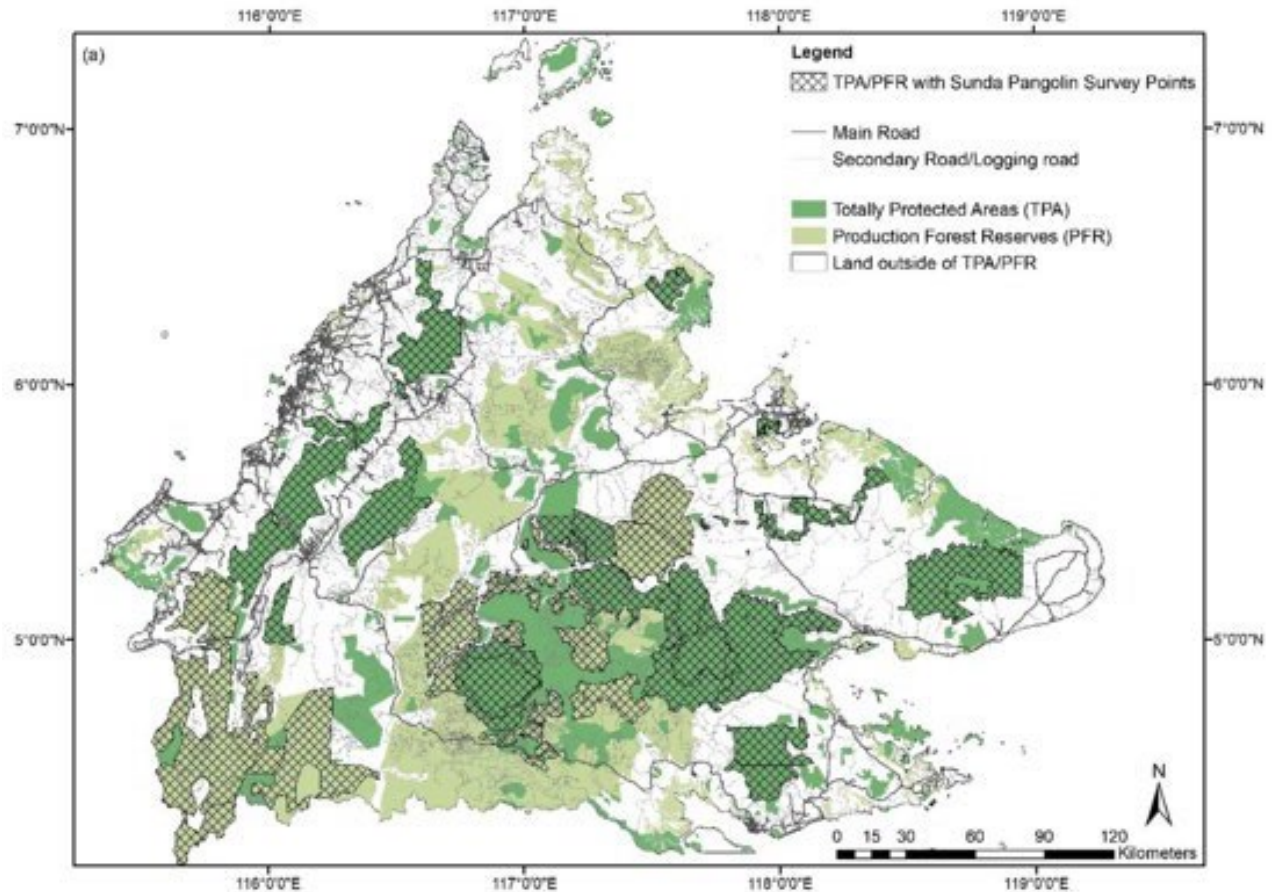 116°0'0"E 117°0'0"E 118°0'0"E 119°0'0"E
(a)
Legend
TPA/PFR with Sunda Pangolin Survey Points
7°0'0"N 7°0'0"N
Main Road
Secondary Road/Logging road
Totally Protected Areas (TPA)
Production Forest Reserves (PFR)
Land outside of TPA/PFR
6°0'0"N 6°0'0"N
5°0'0"N 5°0'0"N
N
0 15 30 60 90 120
Kilometers
116°0'0"E 117°0'0"E 118°0'0"E 119°0'0"E